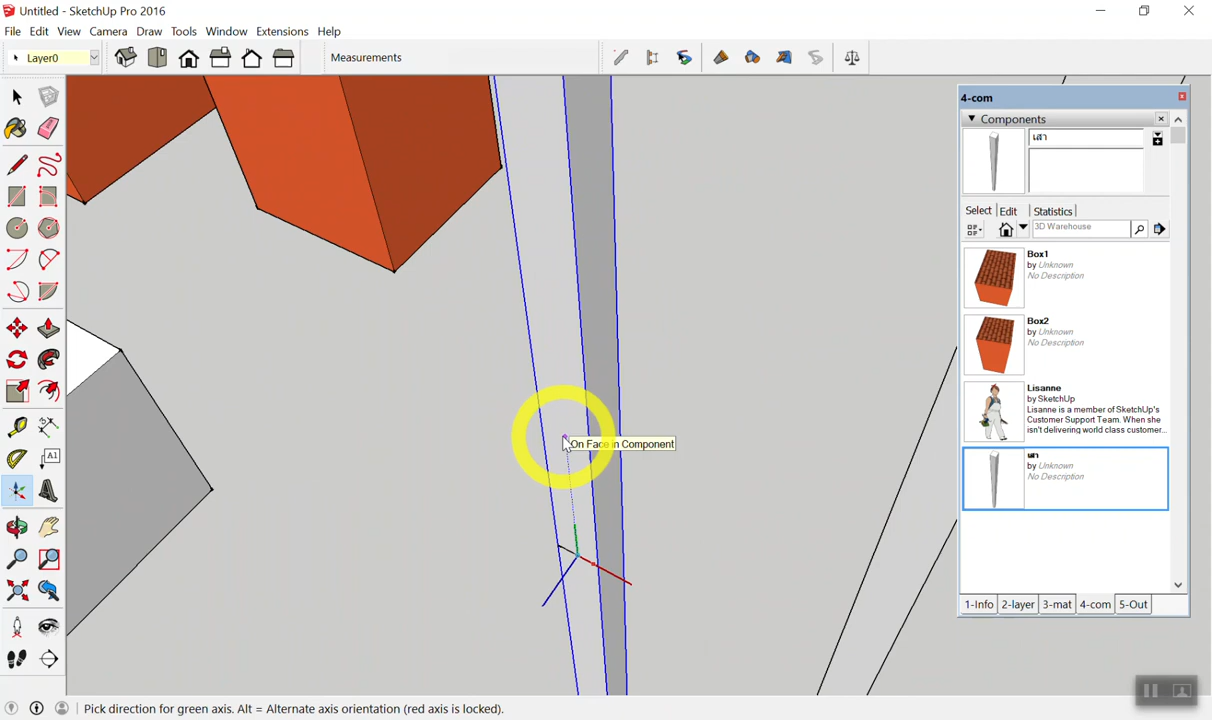 Untitled - SketchUp Pro 2016
File Edit View Camera Draw Tools Window Extensions Help
Layer0
Measurements
4-com
Components
เสา
Select Edit Statistics
3D Warehouse
Box1
by Unknown
No Description
Box2
by Unknown
No Description
Lisanne
by SketchUp
Lisanne is a member of SketchUp's
Customer Support Team. When she
isn't delivering world class customer...
เสา
by Unknown
No Description
A1
On Face in Component
1-Info 2-layer 3-mat 4-com 5-Out
Pick direction for green axis. Alt = Alternate axis orientation (red axis is locked).